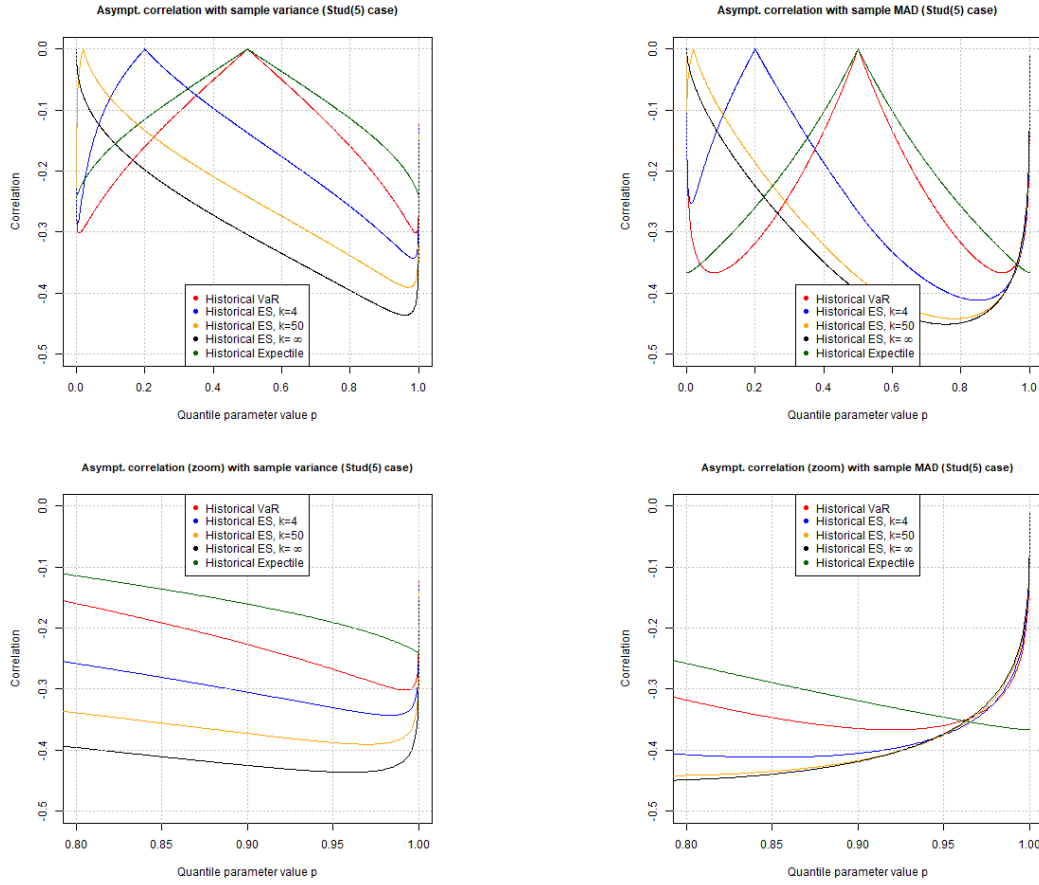 Asympt. correlation with sample variance (Stud(5) case)
Correlation
0.0
-0.1
-0.2
-0.3
-0.4
-0.5
Historical VaR
Historical ES, k=4
Historical ES, k=50
Historical ES, k= ∞
Historical Expectile
0.0 0.2 0.4 0.6 0.8 1.0
Quantile parameter value p
Asympt. correlation with sample MAD (Stud(5) case)
Correlation
0.0
-0.1
-0.2
-0.3
-0.4
-0.5
Historical VaR
Historical ES, k=4
Historical ES, k=50
Historical ES, k= ∞
Historical Expectile
0.0 0.2 0.4 0.6 0.8 1.0
Quantile parameter value p
Asympt. correlation (zoom) with sample variance (Stud(5) case)
Correlation
0.0
-0.1
-0.2
-0.3
-0.4
-0.5
Historical VaR
Historical ES, k=4
Historical ES, k=50
Historical ES, k= ∞
Historical Expectile
0.80 0.85 0.90 0.95 1.00
Quantile parameter value p
Asympt. correlation (zoom) with sample MAD (Stud(5) case)
Correlation
0.0
-0.1
-0.2
-0.3
-0.4
-0.5
Historical VaR
Historical ES, k=4
Historical ES, k=50
Historical ES, k= ∞
Historical Expectile
0.80 0.85 0.90 0.95 1.00
Quantile parameter value p